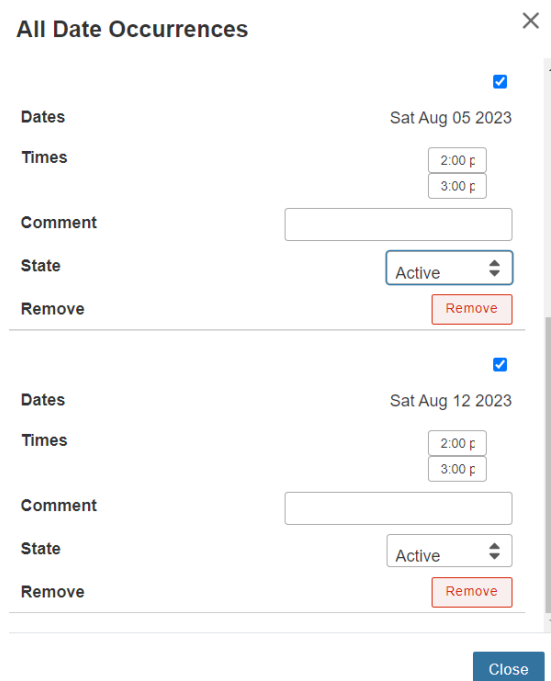 All Date Occurrences
Dates Sat Aug 05 2023
Times 2:00 p
3:00 p
Comment
State Active
Remove Remove
Dates Sat Aug 12 2023
Times 2:00 p
3:00 p
Comment
State Active
Remove Remove
Close